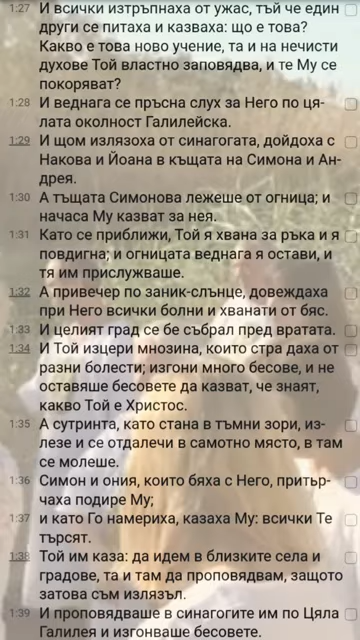 1:27 И всички изтръпнаха от ужас, тъй че един
други се питаха и казваха: що е това?
Какво е това ново учение, та и на нечисти
духове Той властно заповядва, и те Му се
покоряват?
1:28 И веднага се пръсна слух за Него по ця-
лата околност Галилейска.
1:29 И щом излязоха от синагогата, дойдоха с
Накова и Йоана в къщата на Симона и Ан-
дрея.
1:30 А тъщата Симонова лежеше от огница; и
начаса Му казват за нея.
1:31 Като се приближи, Той я хвана за ръка и я
повдигна; и огницата веднага я остави, и
тя им прислужваше.
1:32 А привечер по заник-слънце, довеждаха
при Него всички болни и хванати от бяс.
1:33 И целият град се бе събрал пред вратата.
1:34 И Той изцери мнозина, които стра даха от
разни болести; изгони много бесове, и не
оставяше бесовете да казват, че знаят,
какво Той е Христос.
1:35 А сутринта, като стана в тъмни зори, из-
лезе и се отдалечи в самотно място, в там
се молеше.
1:36 Симон и ония, които бяха с Него, притър-
чаха подире Му;
1:37 и като Го намериха, казаха Му: всички Те
търсят.
1:38 Той им каза: да идем в близките села и
градове, та и там да проповядвам, защото
затова съм излязъл.
1:39 И проповядваше в синагогите им по Цяла
Галилея и изгонваше бесовете.